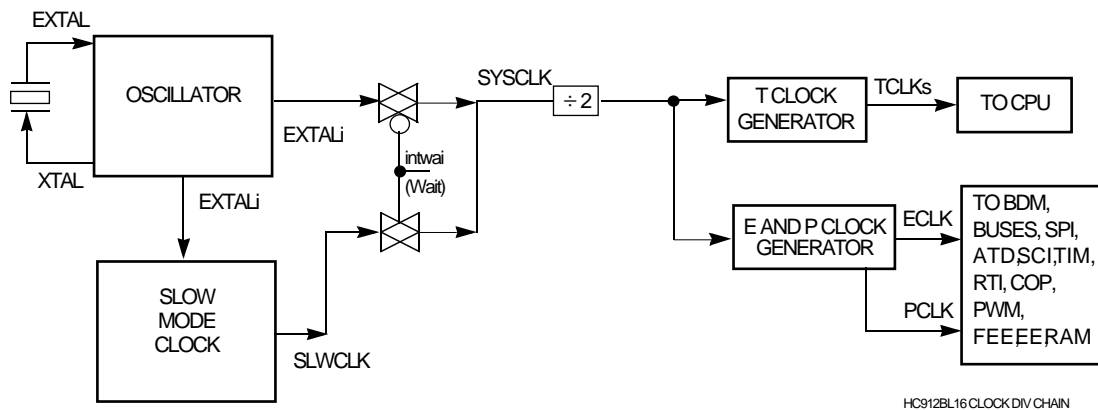 EXTAL
OSCILLATOR
XTAL
EXTALi
EXTALi
SLOW
MODE
CLOCK
SLWCLK
intwai
(Wait)
SYSCLK
÷ 2
T CLOCK
GENERATOR
TCLKs
TO CPU
E AND P CLOCK
GENERATOR
ECLK
PCLK
TO BDM,
BUSES, SPI,
ATD,SCI,TIM,
RTI, COP,
PWM,
FEE,EE,RAM
HC912BL16 CLOCK DIV CHAIN